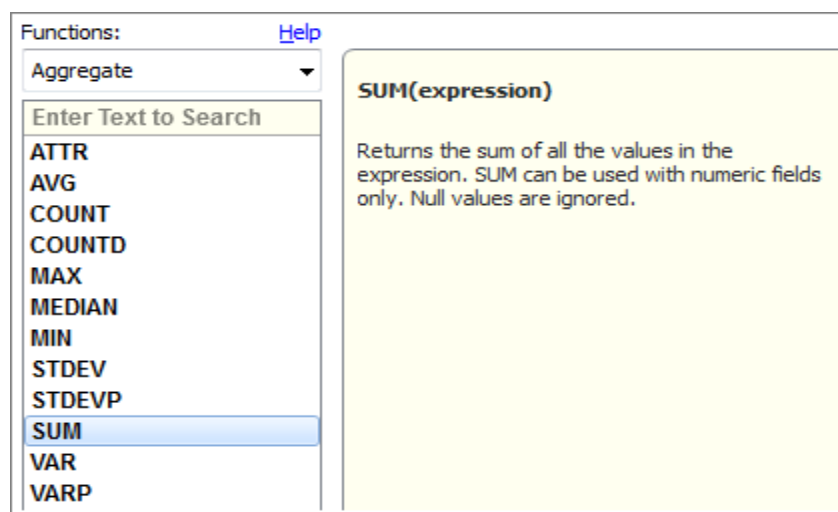 Functions: Help
Aggregate
Enter Text to Search
ATTR
AVG
COUNT
COUNTD
MAX
MEDIAN
MIN
STDEV
STDEVP
SUM
VAR
VARP
SUM(expression)
Returns the sum of all the values in the
expression. SUM can be used with numeric fields
only. Null values are ignored.